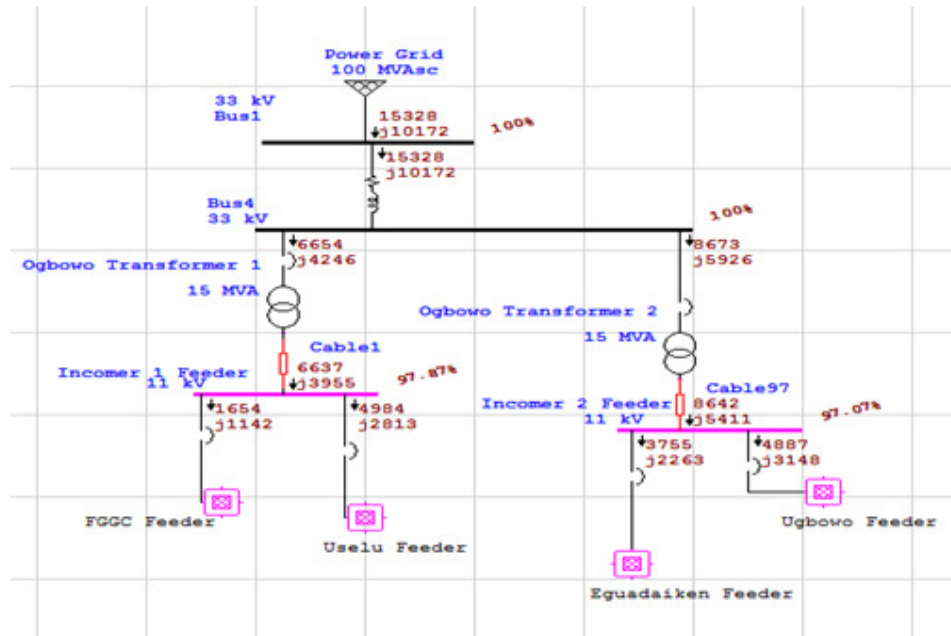 Power Grid
100 MVAsc
33 kV
Bus1
15328
j10172
100%
15328
j10172
Bus4
33 kV
100%
6654
j4246
8673
j5926
Ogbowo Transformer 1
15 MVA
Ogbowo Transformer 2
15 MVA
Cable1
6637
j3955
97.87%
Incomer 1 Feeder
11 kV
Cable97
8642
j5411
97.07%
Incomer 2 Feeder
11 kV
1654
j1142
4984
j2813
3755
j2263
4887
j3148
FGGC Feeder
Uselu Feeder
Ugbowo Feeder
Eguadaiken Feeder